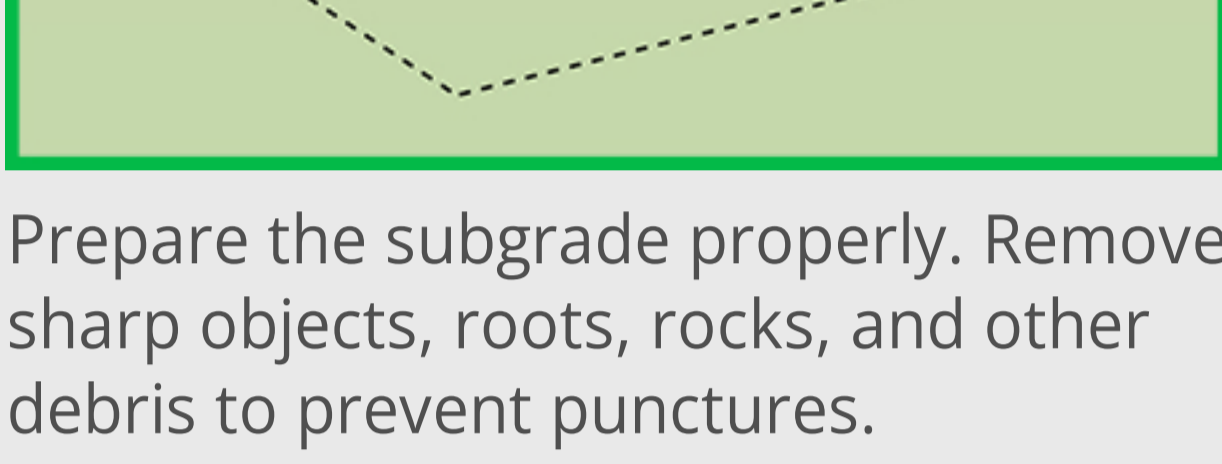 Prepare the subgrade properly. Remove
sharp objects, roots, rocks, and other
debris to prevent punctures.